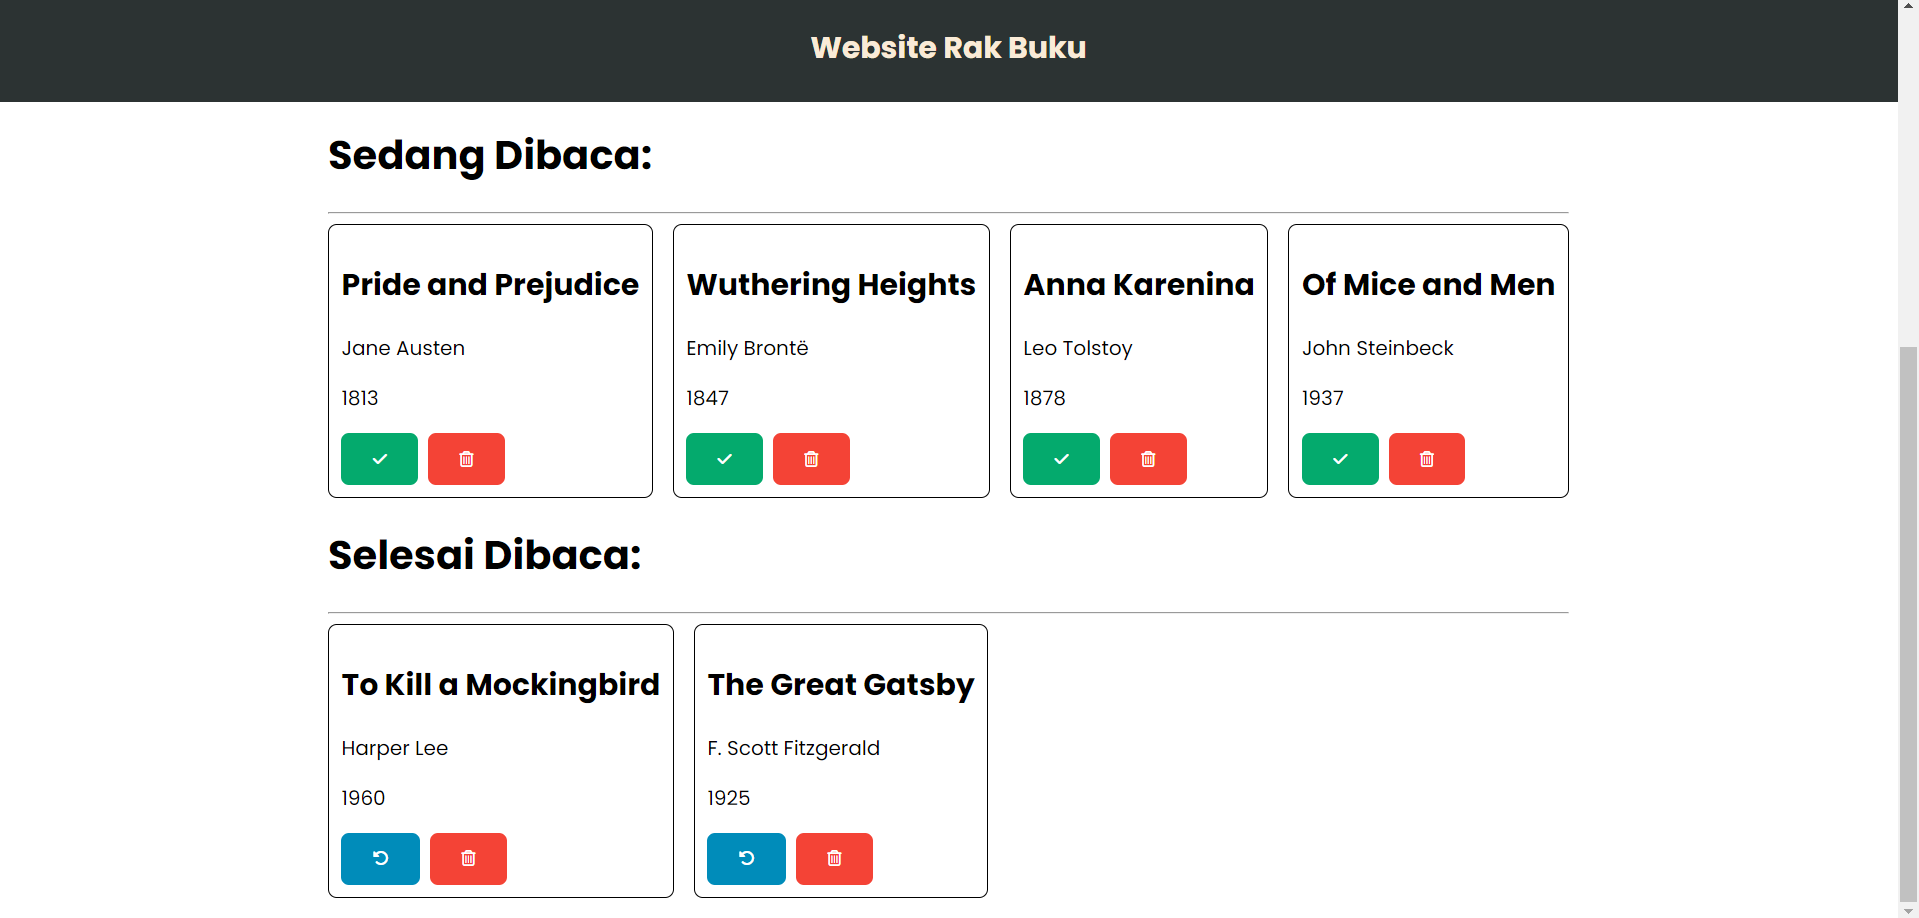 Website Rak Buku
Sedang Dibaca:
Pride and Prejudice
Jane Austen
1813
Wuthering Heights
Emily Brontë
1847
Anna Karenina
Leo Tolstoy
1878
Of Mice and Men
John Steinbeck
1937
Selesai Dibaca:
To Kill a Mockingbird
Harper Lee
1960
The Great Gatsby
F. Scott Fitzgerald
1925